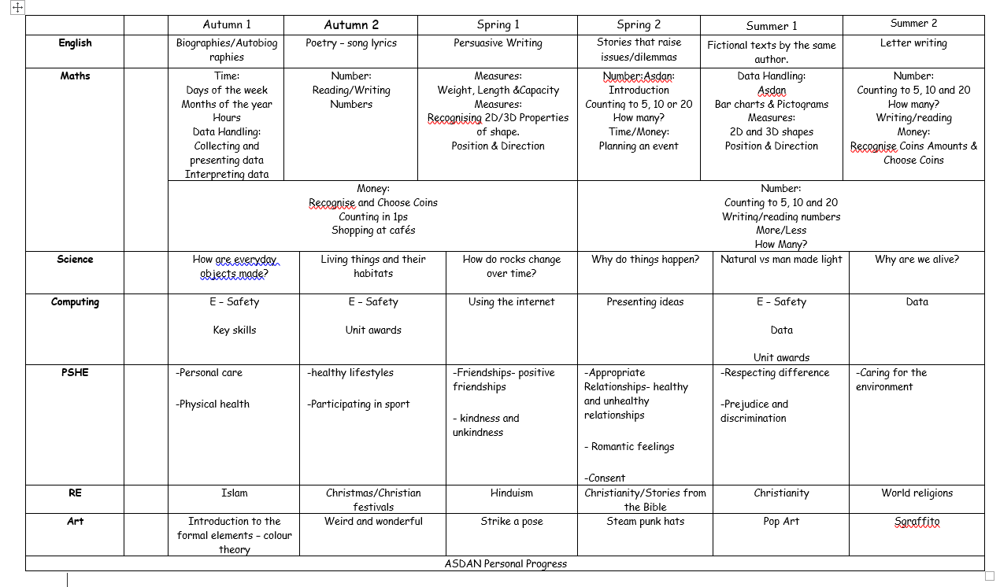 Autumn 1
Autumn 2
Spring 1
Spring 2
Summer 1
Summer 2
English
Biographies/Autobiog
raphies
Poetry – song lyrics
Persuasive Writing
Stories that raise
issues/dilemmas
Fictional texts by the same
author.
Letter writing
Maths
Time:
Days of the week
Months of the year
Hours
Data Handling:
Collecting and
presenting data
Interpreting data
Number:
Reading/Writing
Numbers
Measures:
Weight, Length &Capacity
Measures:
Recognising 2D/3D Properties
of shape.
Position & Direction
Number:Asdan:
Introduction
Counting to 5, 10 or 20
How many?
Time/Money:
Planning an event
Data Handling:
Asdan
Bar charts & Pictograms
Measures:
2D and 3D shapes
Position & Direction
Number:
Counting to 5, 10 and 20
How many?
Writing/reading
Money:
Recognise Coins Amounts &
Choose Coins
Money:
Recognise and Choose Coins
Counting in 1ps
Shopping at cafés
Number:
Counting to 5, 10 and 20
Writing/reading numbers
More/Less
How Many?
Science
How are everyday
objects made?
Living things and their
habitats
How do rocks change
over time?
Why do things happen?
Natural vs man made light
Why are we alive?
Computing
E – Safety
Key skills
E – Safety
Unit awards
Using the internet
Presenting ideas
E – Safety
Data
Unit awards
Data
PSHE
-Personal care
-Physical health
-healthy lifestyles
-Participating in sport
-Friendships- positive
friendships
- kindness and
unkindness
-Appropriate
Relationships- healthy
and unhealthy
relationships
- Romantic feelings
-Consent
-Respecting difference
-Prejudice and
discrimination
-Caring for the
environment
RE
Islam
Christmas/Christian
festivals
Hinduism
Christianity/Stories from
the Bible
Christianity
World religions
Art
Introduction to the
formal elements – colour
theory
Weird and wonderful
Strike a pose
Steam punk hats
Pop Art
Sgraffito
ASDAN Personal Progress